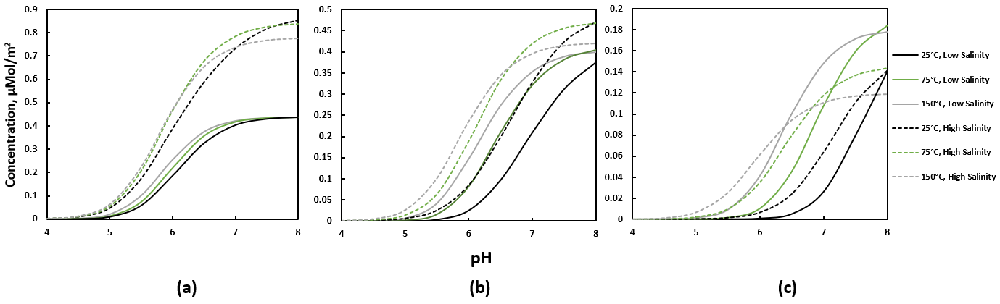 Concentration, µMol/m²
0.9
0.8
0.7
0.6
0.5
0.4
0.3
0.2
0.1
0
4 5 6 7 8
0.5
0.45
0.4
0.35
0.3
0.25
0.2
0.15
0.1
0.05
0
4 5 6 7 8
0.2
0.18
0.16
0.14
0.12
0.1
0.08
0.06
0.04
0.02
0
4 5 6 7 8
25°C, Low Salinity
75°C, Low Salinity
150°C, Low Salinity
25°C, High Salinity
75°C, High Salinity
150°C, High Salinity
pH
(a) (b) (c)